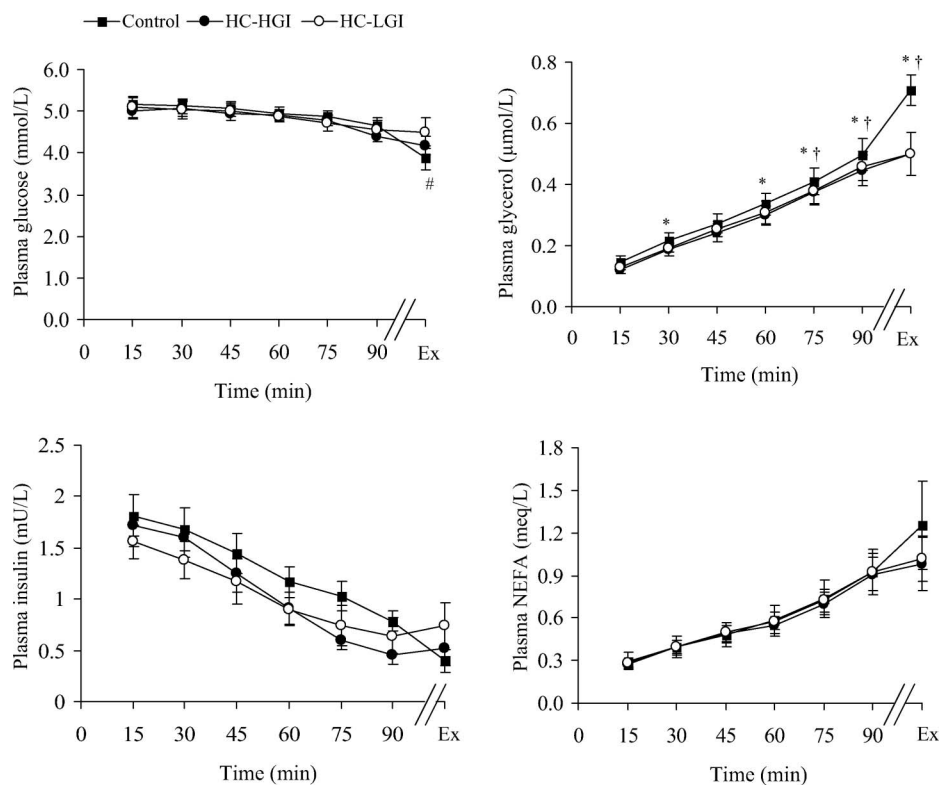 Control HC-HGI HC-LGI
Plasma glucose (mmol/L)
6.0
5.0
4.0
3.0
2.0
1.0
0.0
#
0 15 30 45 60 75 90 Ex
Time (min)
Plasma glycerol (µmol/L)
0.8
0.6
0.4
0.2
0.0
* * * † * † * †
0 15 30 45 60 75 90 Ex
Time (min)
Plasma insulin (mU/L)
2.5
2
1.5
1
0.5
0
0 15 30 45 60 75 90 Ex
Time (min)
Plasma NEFA (meq/L)
1.8
1.5
1.2
0.9
0.6
0.3
0.0
0 15 30 45 60 75 90 Ex
Time (min)